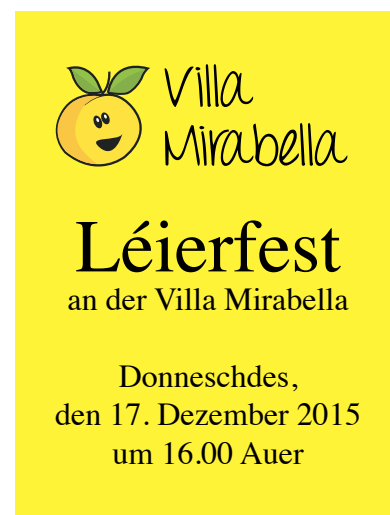 Villa
Mirabella
Léierfest
an der Villa Mirabella
Donneschdes,
den 17. Dezember 2015
um 16.00 Auer